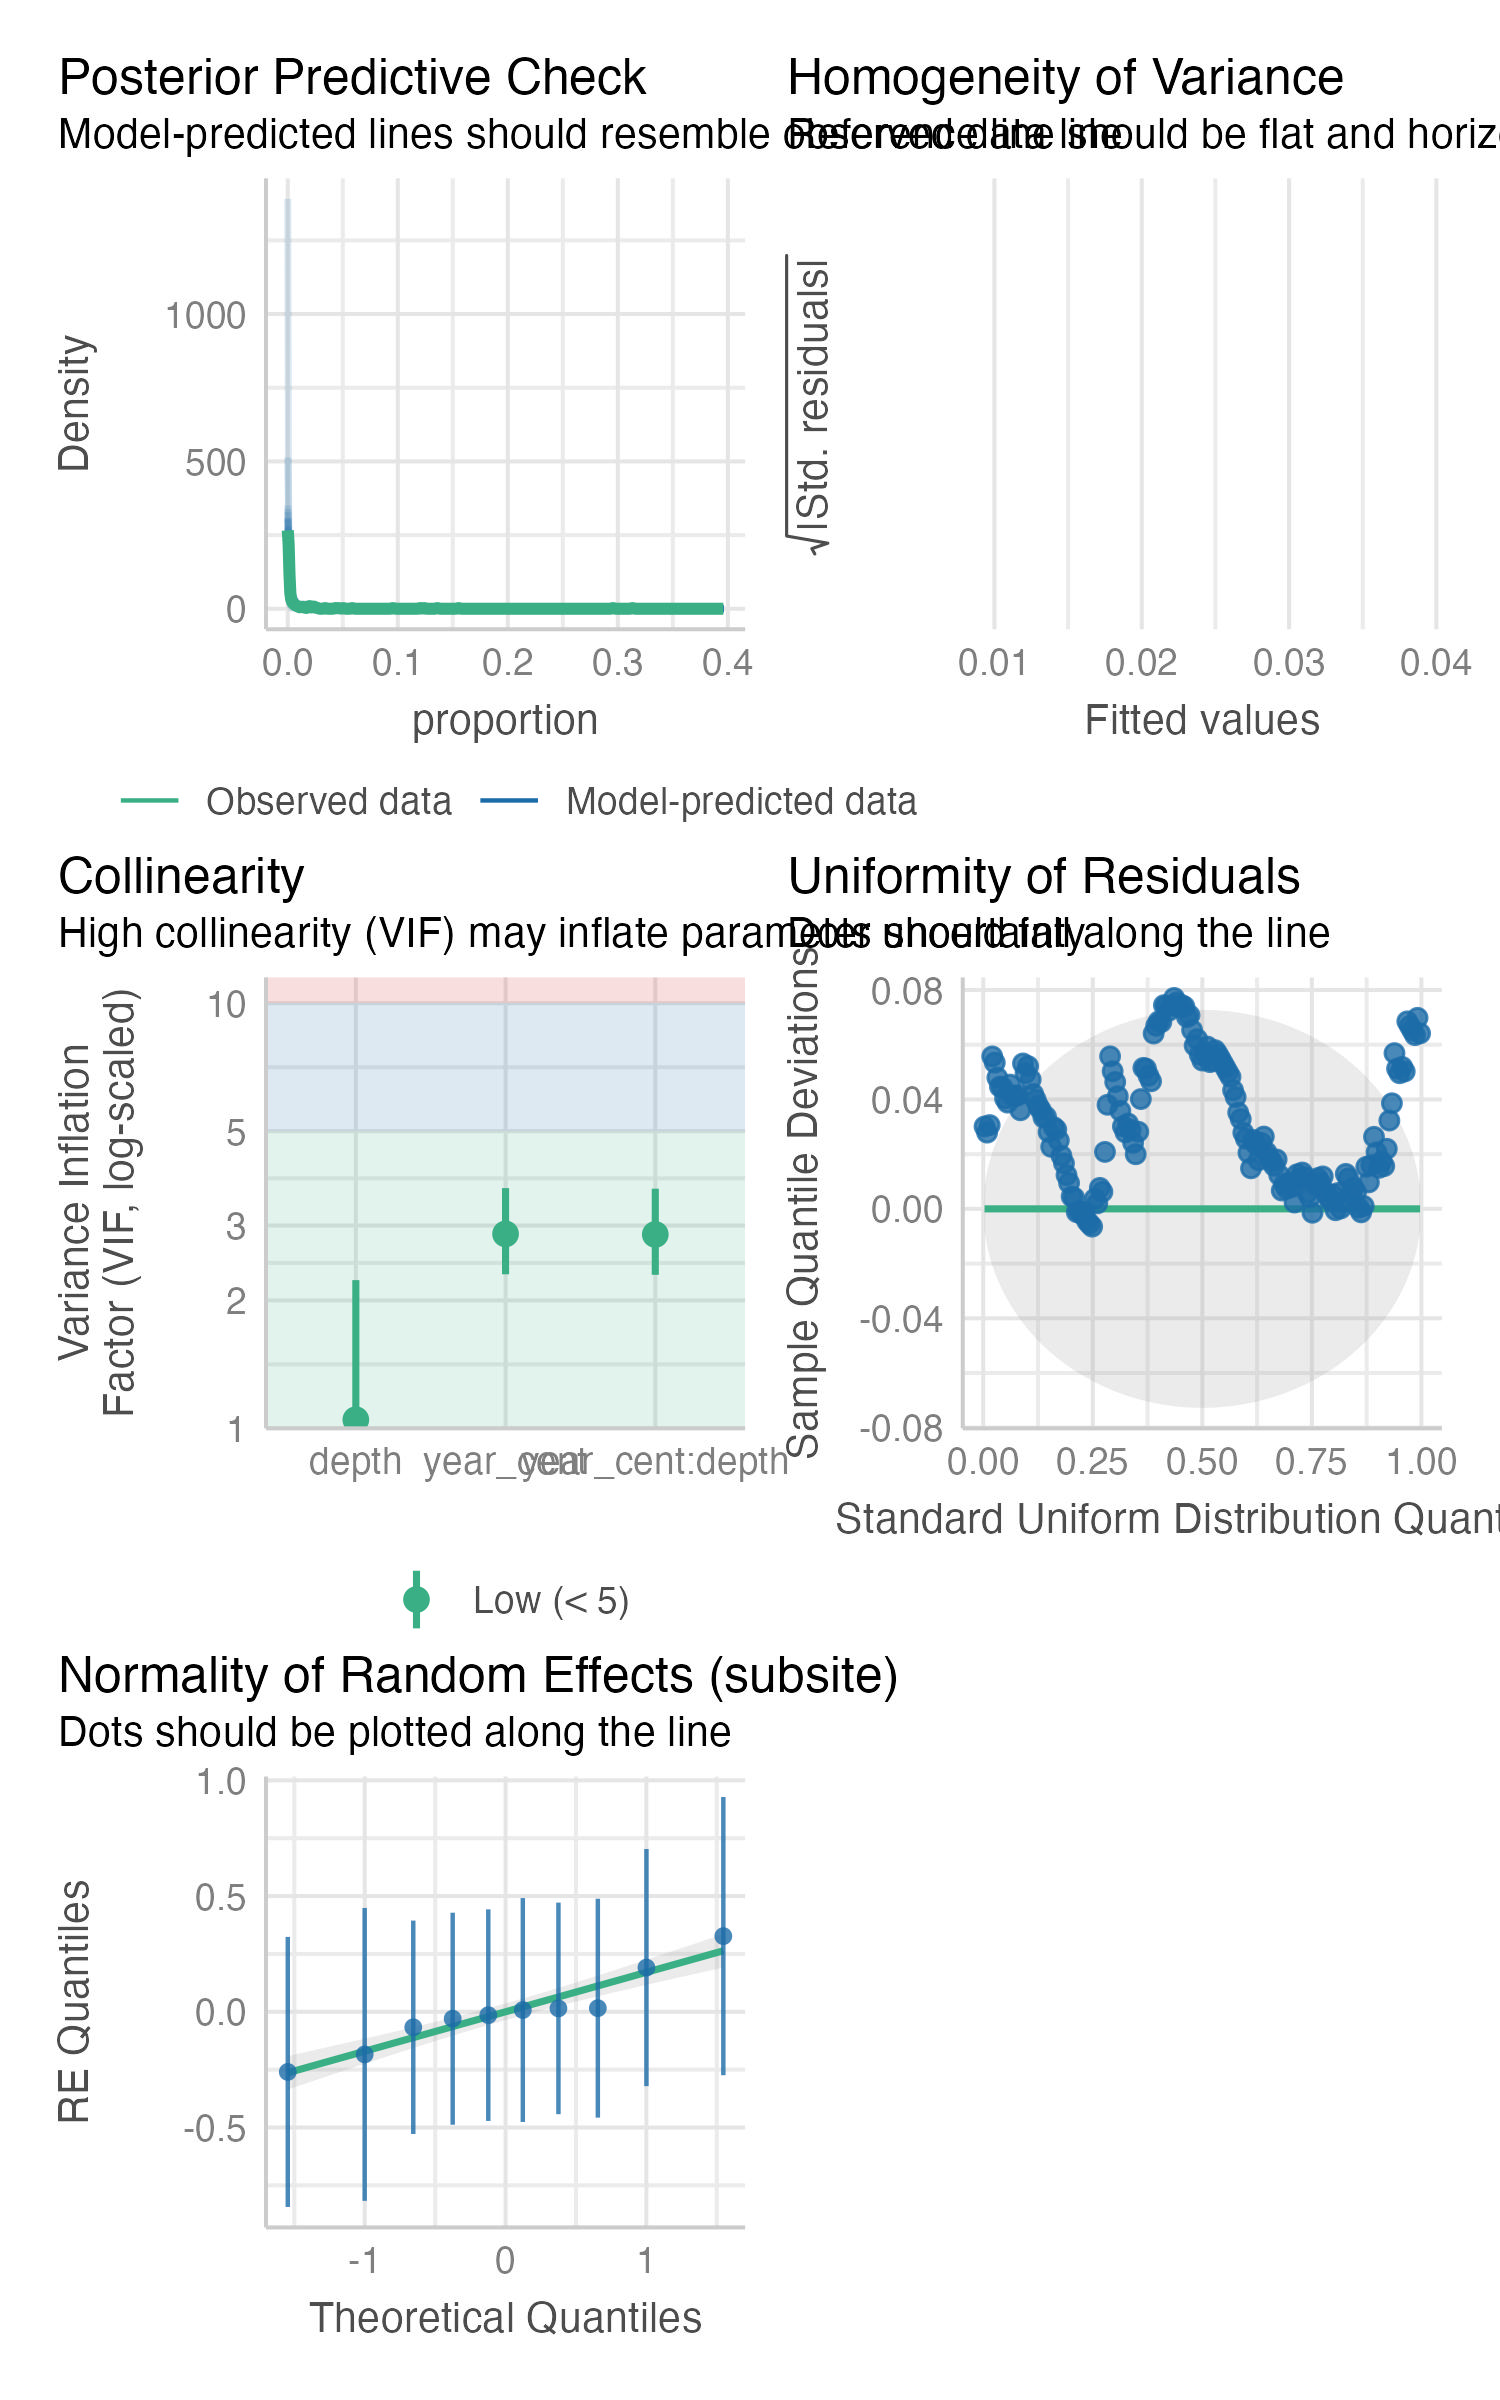 Posterior Predictive Check
Model-predicted lines should resemble observed data line
Density
1000
500
0
0.0 0.1 0.2 0.3 0.4
proportion
Observed data Model-predicted data
Homogeneity of Variance
Reference line should be flat and horiz
√|Std. residuals|
0.01 0.02 0.03 0.04
Fitted values
Collinearity
High collinearity (VIF) may inflate parameter uncertainty
Variance Inflation
Factor (VIF, log-scaled)
10
5
3
2
1
depth year_cent year_cent:depth
Low (< 5)
Uniformity of Residuals
Dots should fall along the line
Sample Quantile Deviations
0.08
0.04
0.00
-0.04
-0.08
0.00 0.25 0.50 0.75 1.00
Standard Uniform Distribution Quant
Normality of Random Effects (subsite)
Dots should be plotted along the line
RE Quantiles
1.0
0.5
0.0
-0.5
-1 0 1
Theoretical Quantiles